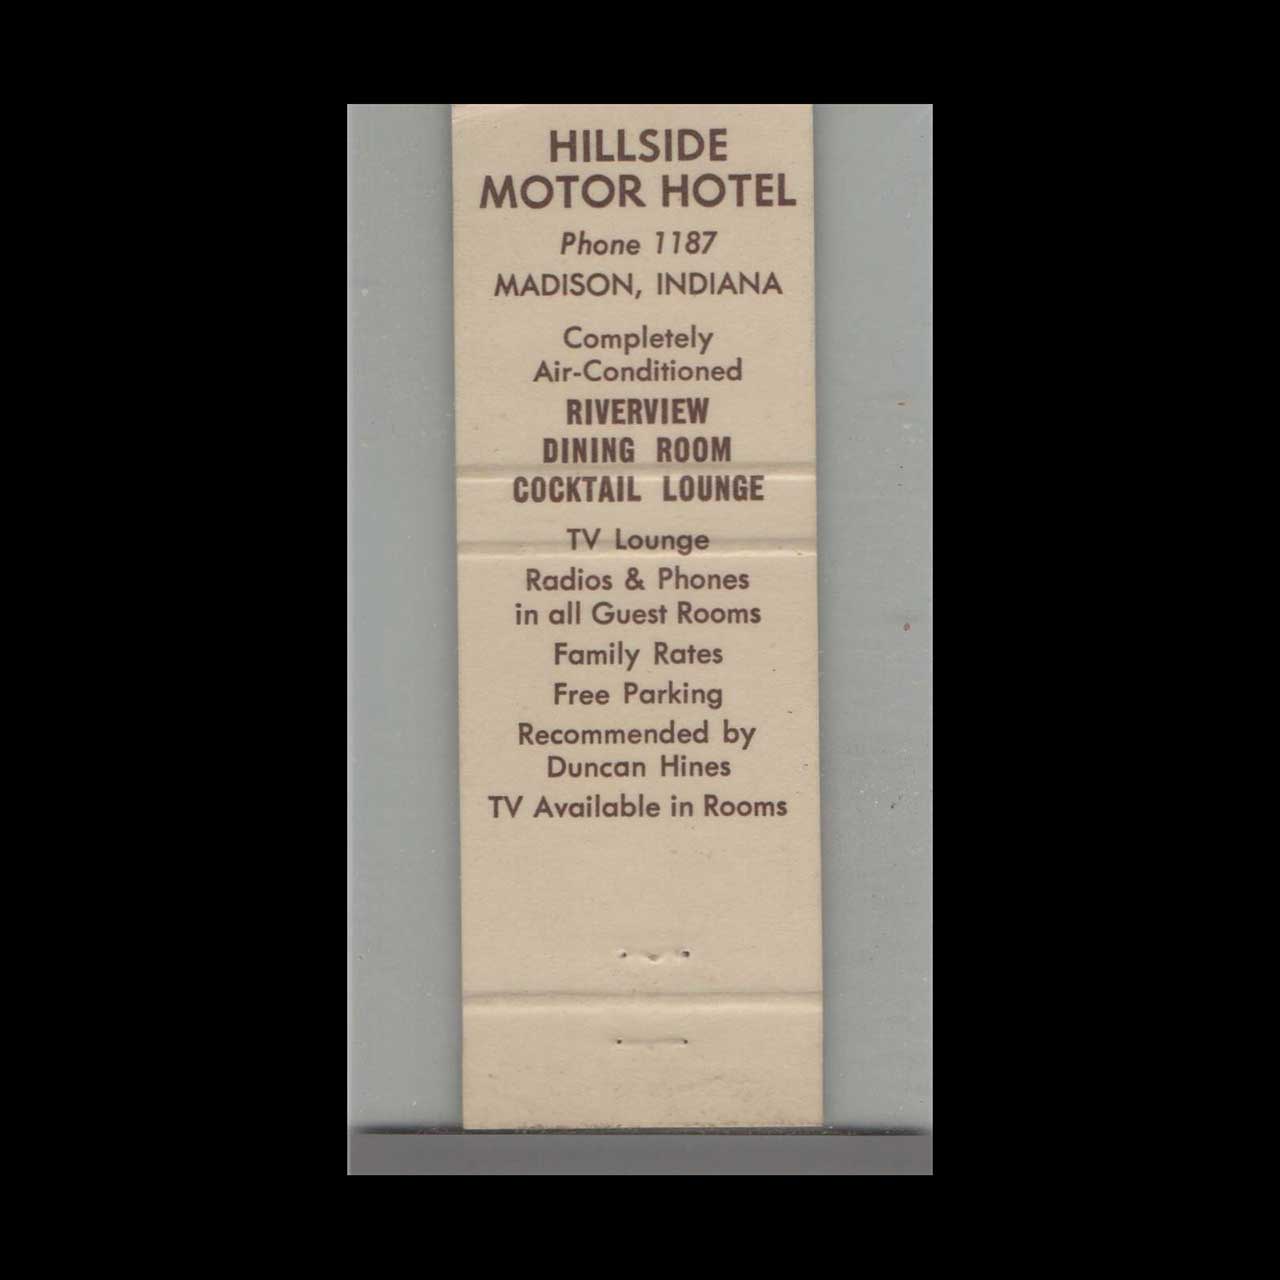 HILLSIDE
MOTOR HOTEL
Phone 1187
MADISON, INDIANA
Completely
Air-Conditioned
RIVERVIEW
DINING ROOM
COCKTAIL LOUNGE
TV Lounge
Radios & Phones
in all Guest Rooms
Family Rates
Free Parking
Recommended by
Duncan Hines
TV Available in Rooms